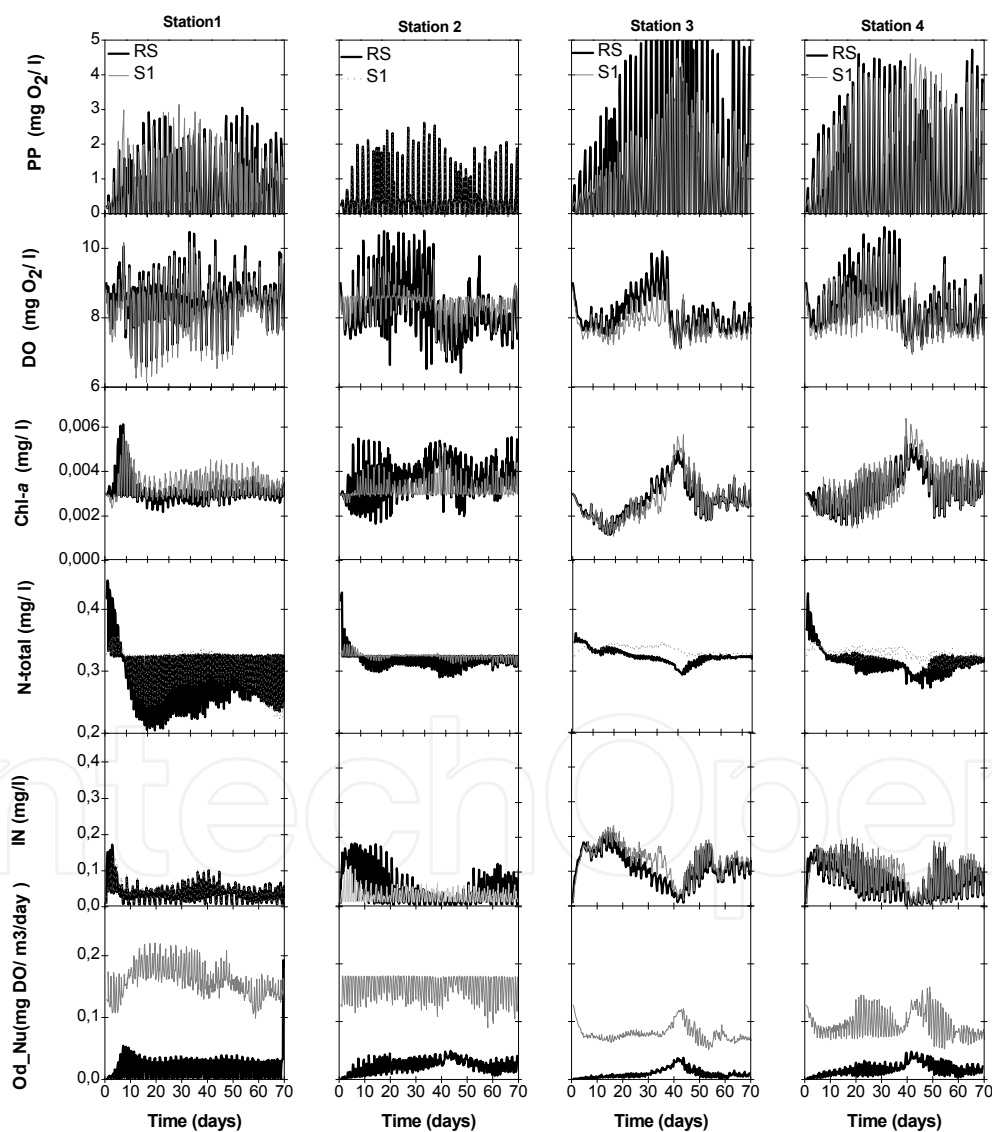 Station1 Station 2 Station 3 Station 4
PP (mg O2/ l)
5
4
3
2
1
0
RS
S1
RS
S1
RS
S1
RS
S1
DO (mg O2/ l)
10
8
6
Chl-a (mg/ l)
0,006
0,004
0,002
0,000
N-total (mg/ l)
0,4
0,3
0,2
IN (mg/l)
0,4
0,3
0,2
0,1
0,0
Od_Nu(mg DO/ m3/day )
0,2
0,1
0,0
0 10 20 30 40 50 60 70
0 10 20 30 40 50 60 70
0 10 20 30 40 50 60 70
0 10 20 30 40 50 60 70
Time (days) Time (days) Time (days) Time (days)